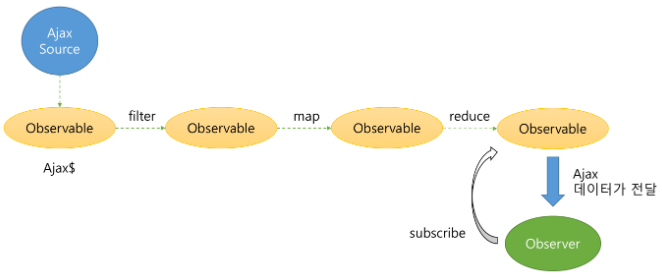 Ajax
Source
Observable
filter
Observable
map
Observable
reduce
Observable
Ajax$
Ajax
데이터가 전달
subscribe
Observer